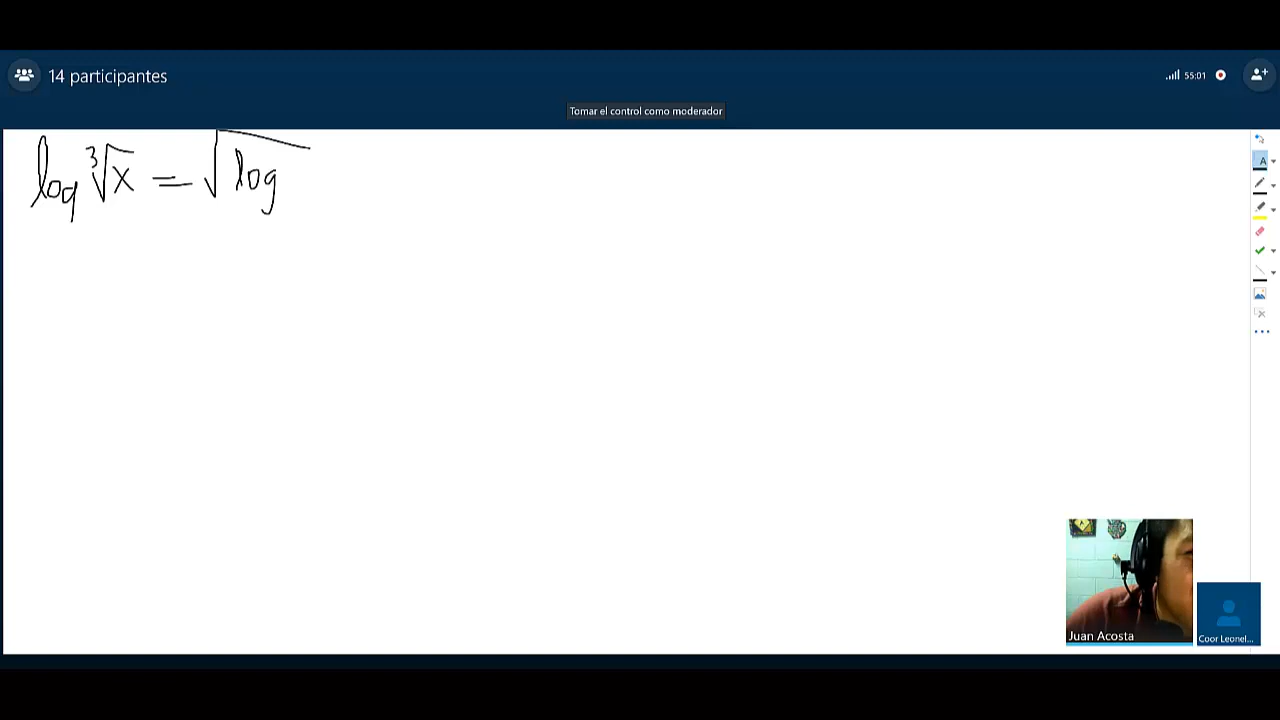 14 participantes
55:01
Tomar el control como moderador
log ∛x = √log
A
Juan Acosta
Coor Leonel...